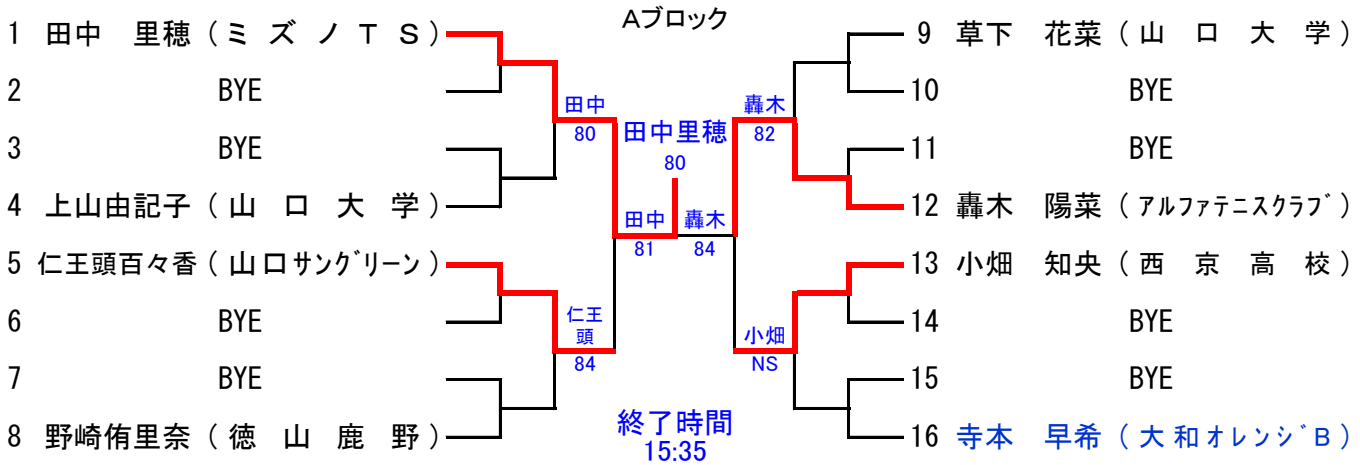 Aブロック
1 田中 里穂 (ミズノTS)
2 BYE
3 BYE
4 上山由記子 (山口大学)
5 仁王頭百々香 (山口サングリーン)
6 BYE
7 BYE
8 野崎侑里奈 (徳山鹿野)
田中
80
仁王
頭
84
田中
81
田中里穂
80
轟木
84
轟木
82
小畑
NS
終了時間
15:35
9 草下 花菜 (山口大学)
10 BYE
11 BYE
12 轟木 陽菜 (アルファテニスクラブ)
13 小畑 知央 (西京高校)
14 BYE
15 BYE
16 寺本 早希 (大和オレンジB)